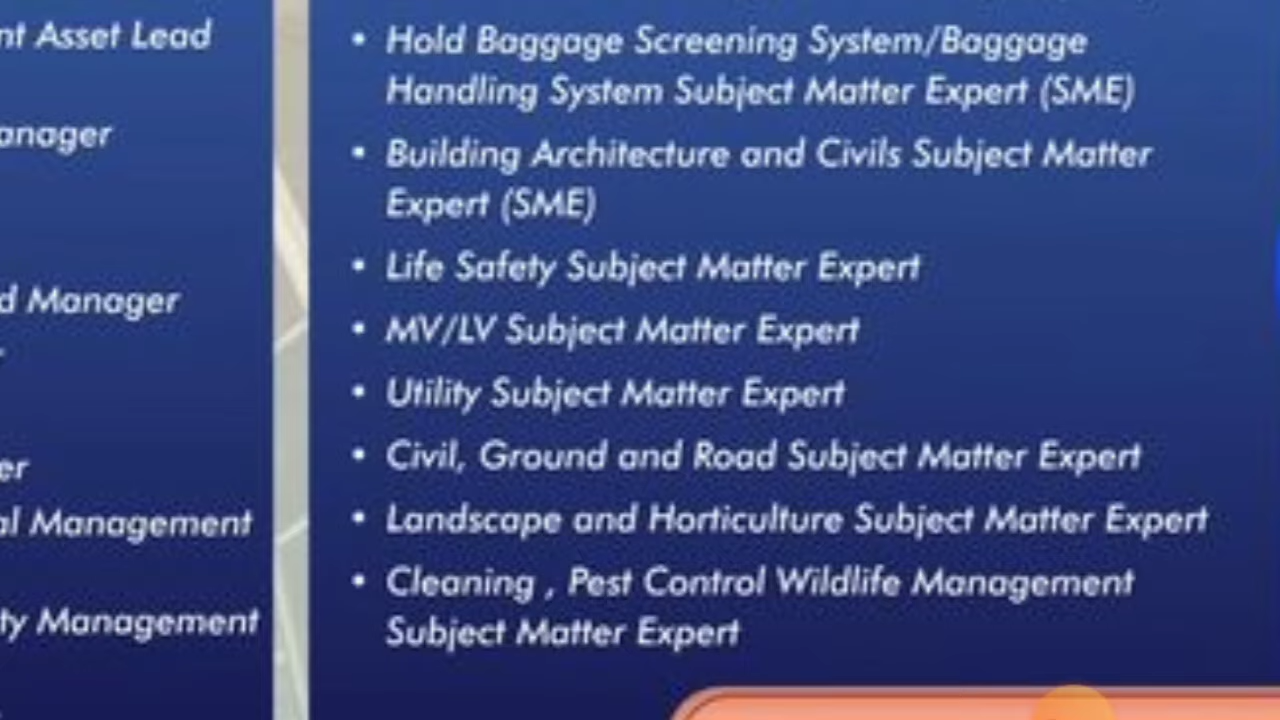 nt Asset Lead
anager
d Manager
er
al Management
ty Management
• Hold Baggage Screening System/Baggage
Handling System Subject Matter Expert (SME)
• Building Architecture and Civils Subject Matter
Expert (SME)
• Life Safety Subject Matter Expert
• MV/LV Subject Matter Expert
• Utility Subject Matter Expert
• Civil, Ground and Road Subject Matter Expert
• Landscape and Horticulture Subject Matter Expert
• Cleaning , Pest Control Wildlife Management
Subject Matter Expert